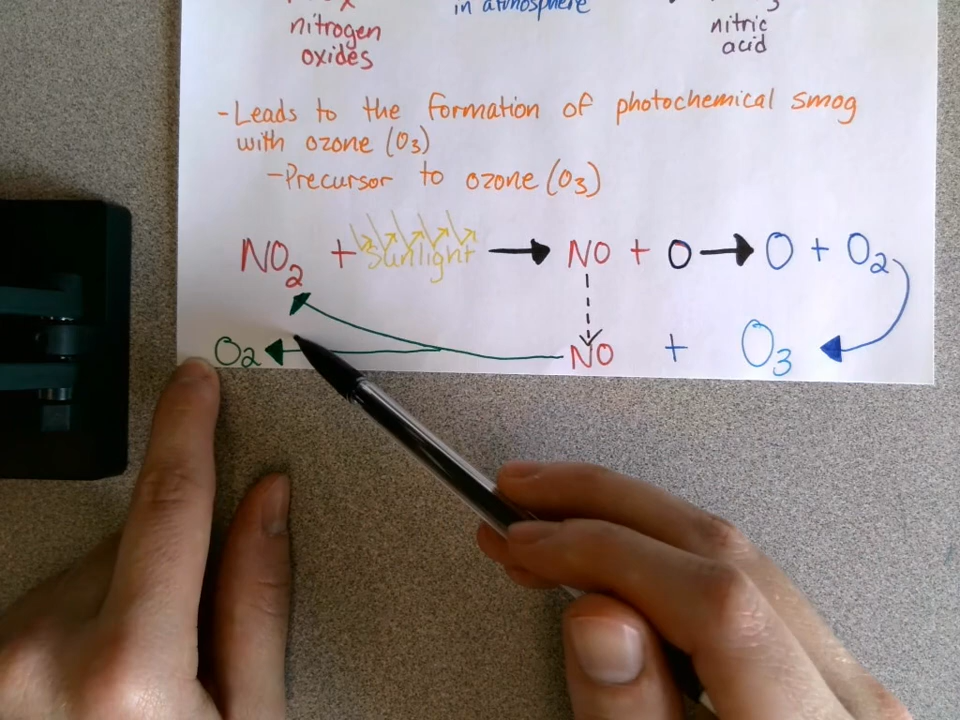 in atmosphere
nitrogen
oxides
nitric
acid
-Leads to the formation of photochemical smog
with ozone (O3)
-Precursor to ozone (O3)
NO2 + sunlight → NO + O → O + O2
O2 NO + O3